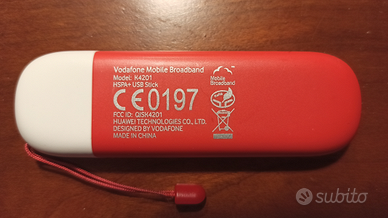 Vodafone Mobile Broadband
Model: K4201
HSPA+ USB Stick
Mobile
Broadband
CE0197
FCC ID: QISK4201
HUAWEI TECHNOLOGIES CO., LTD.
DESIGNED BY VODAFONE
MADE IN CHINA
subito